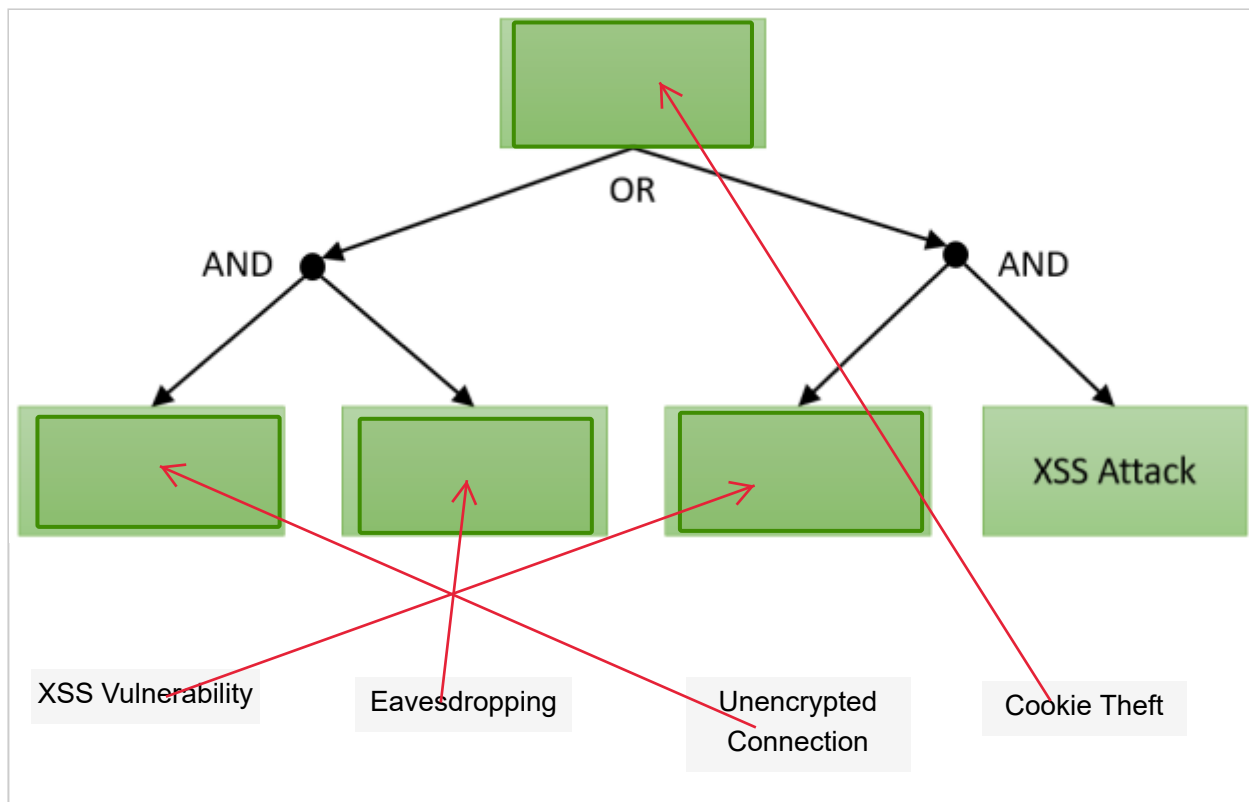 OR
AND
AND
XSS Attack
XSS Vulnerability
Eavesdropping
Unencrypted
Connection
Cookie Theft